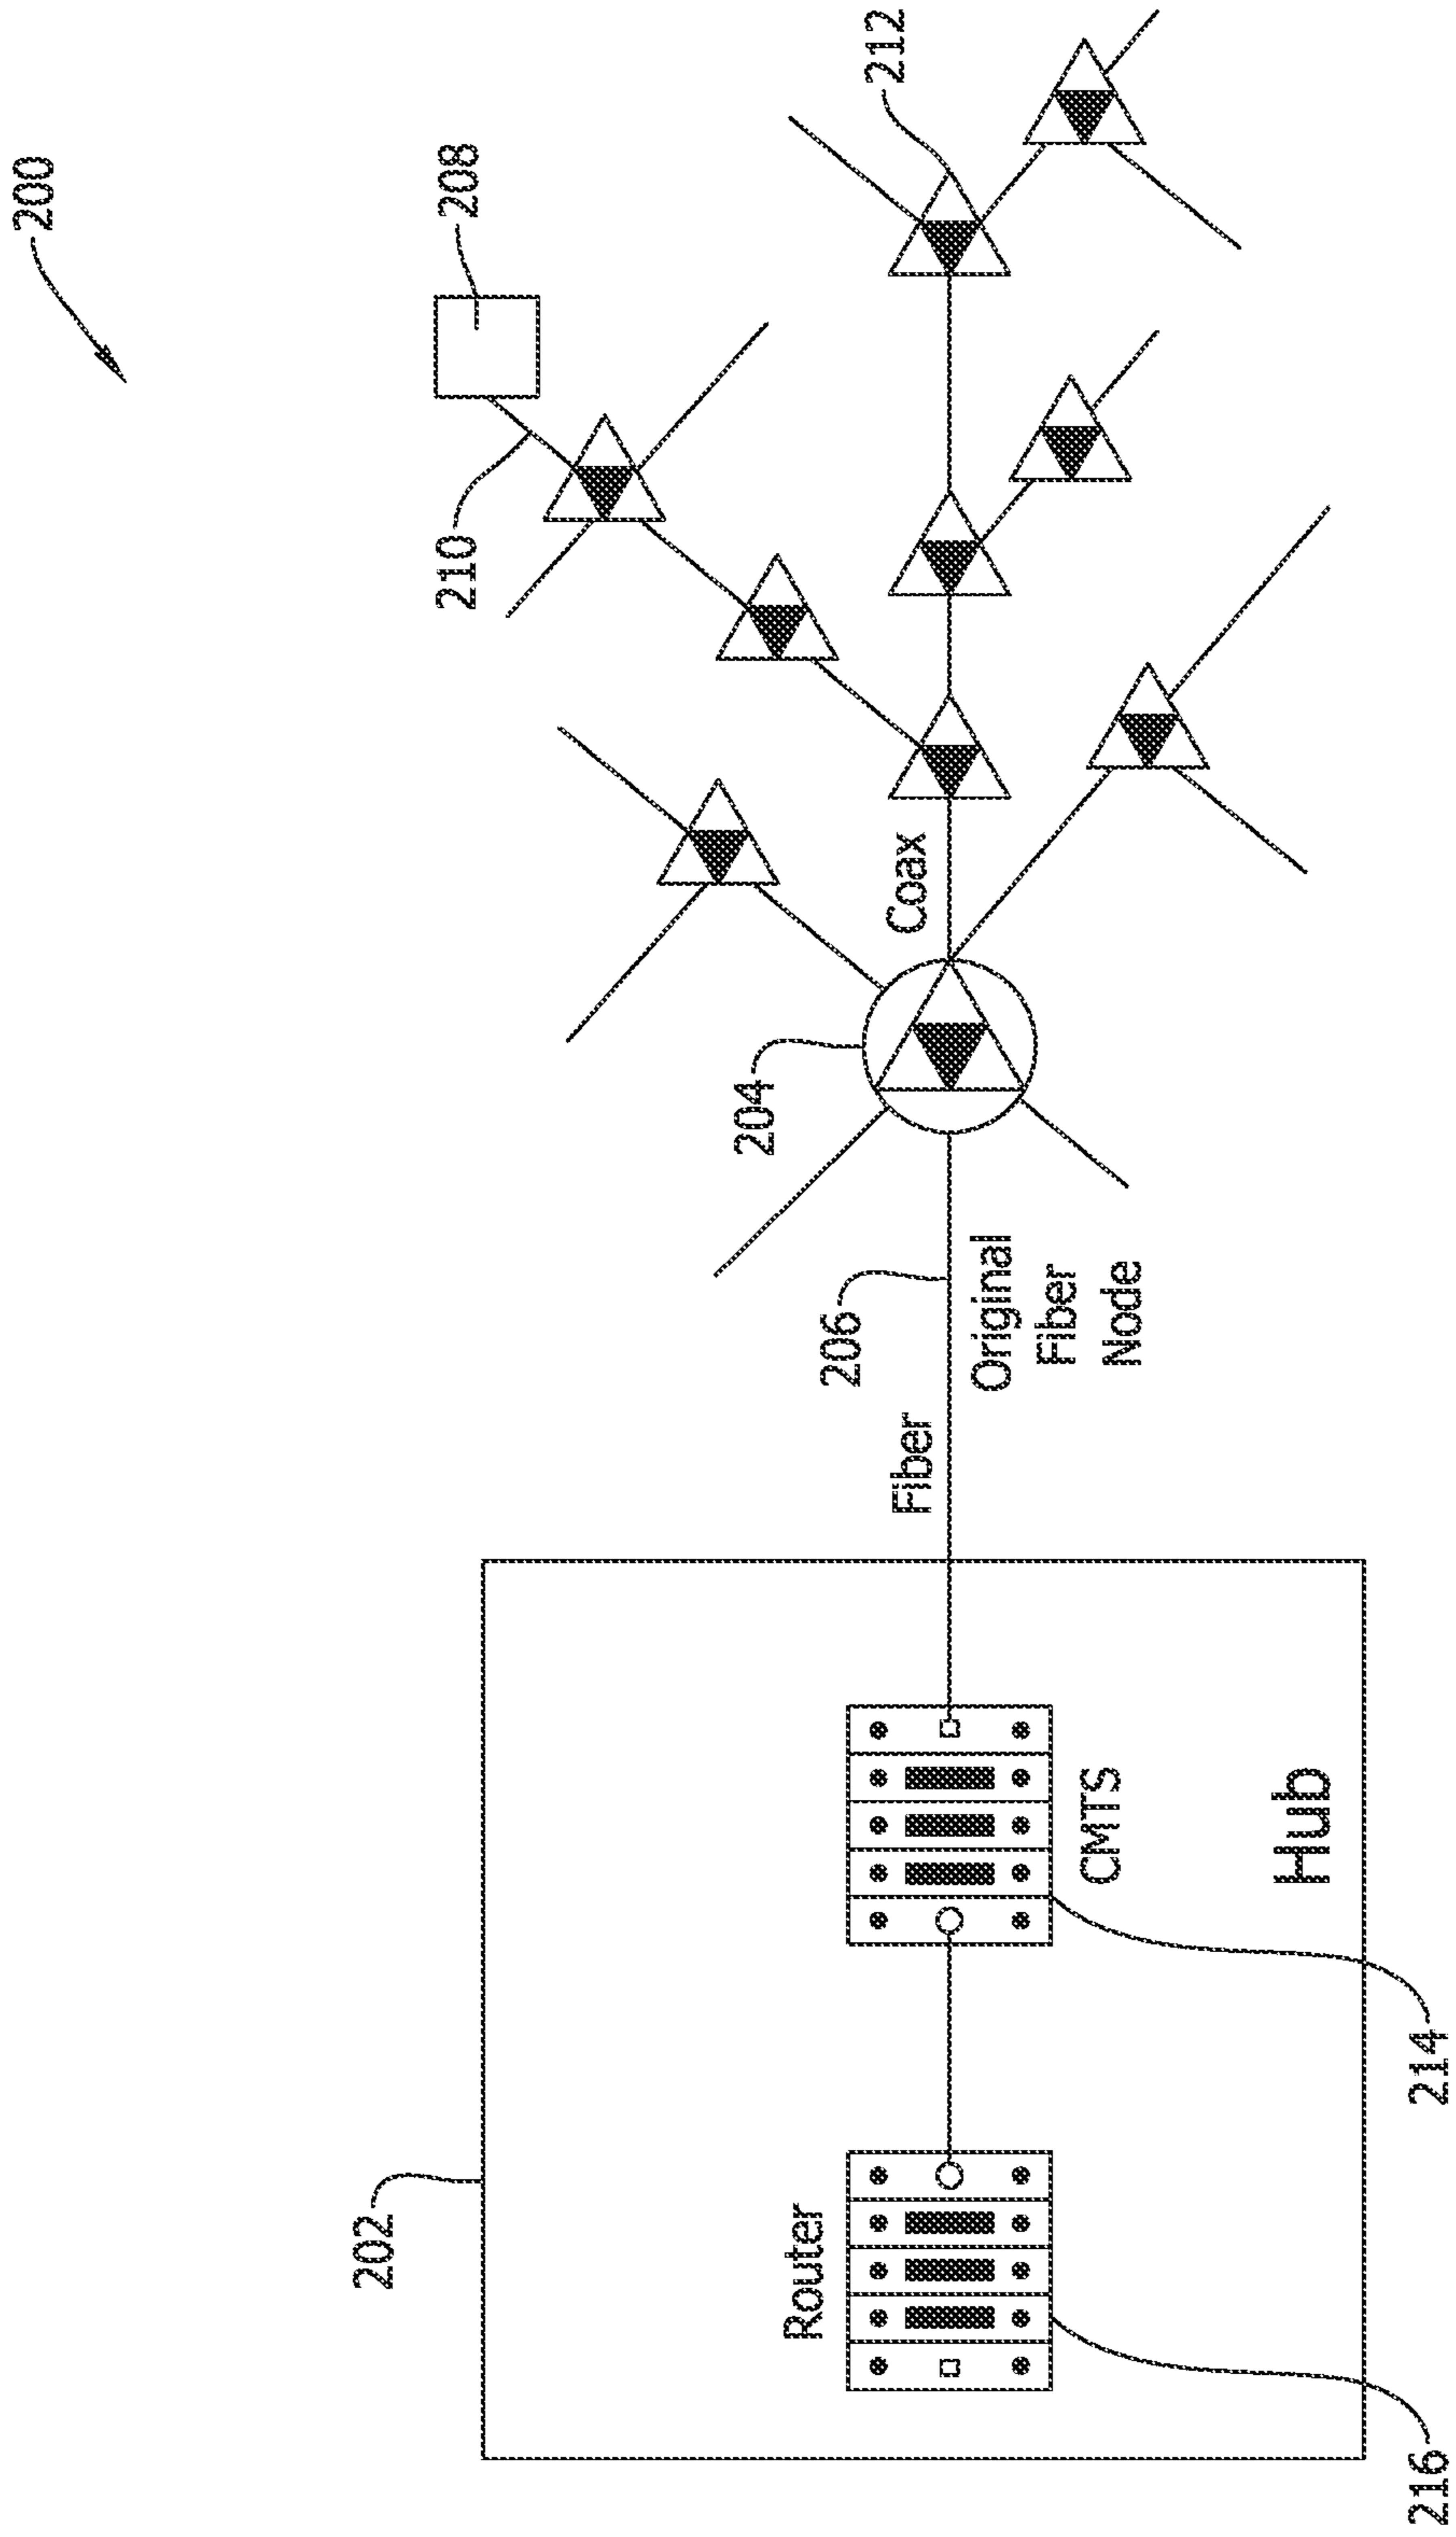 200
208
210
212
204
Coax
206
Fiber
Original
Fiber
Node
202
Router
CMTS
Hub
214
216